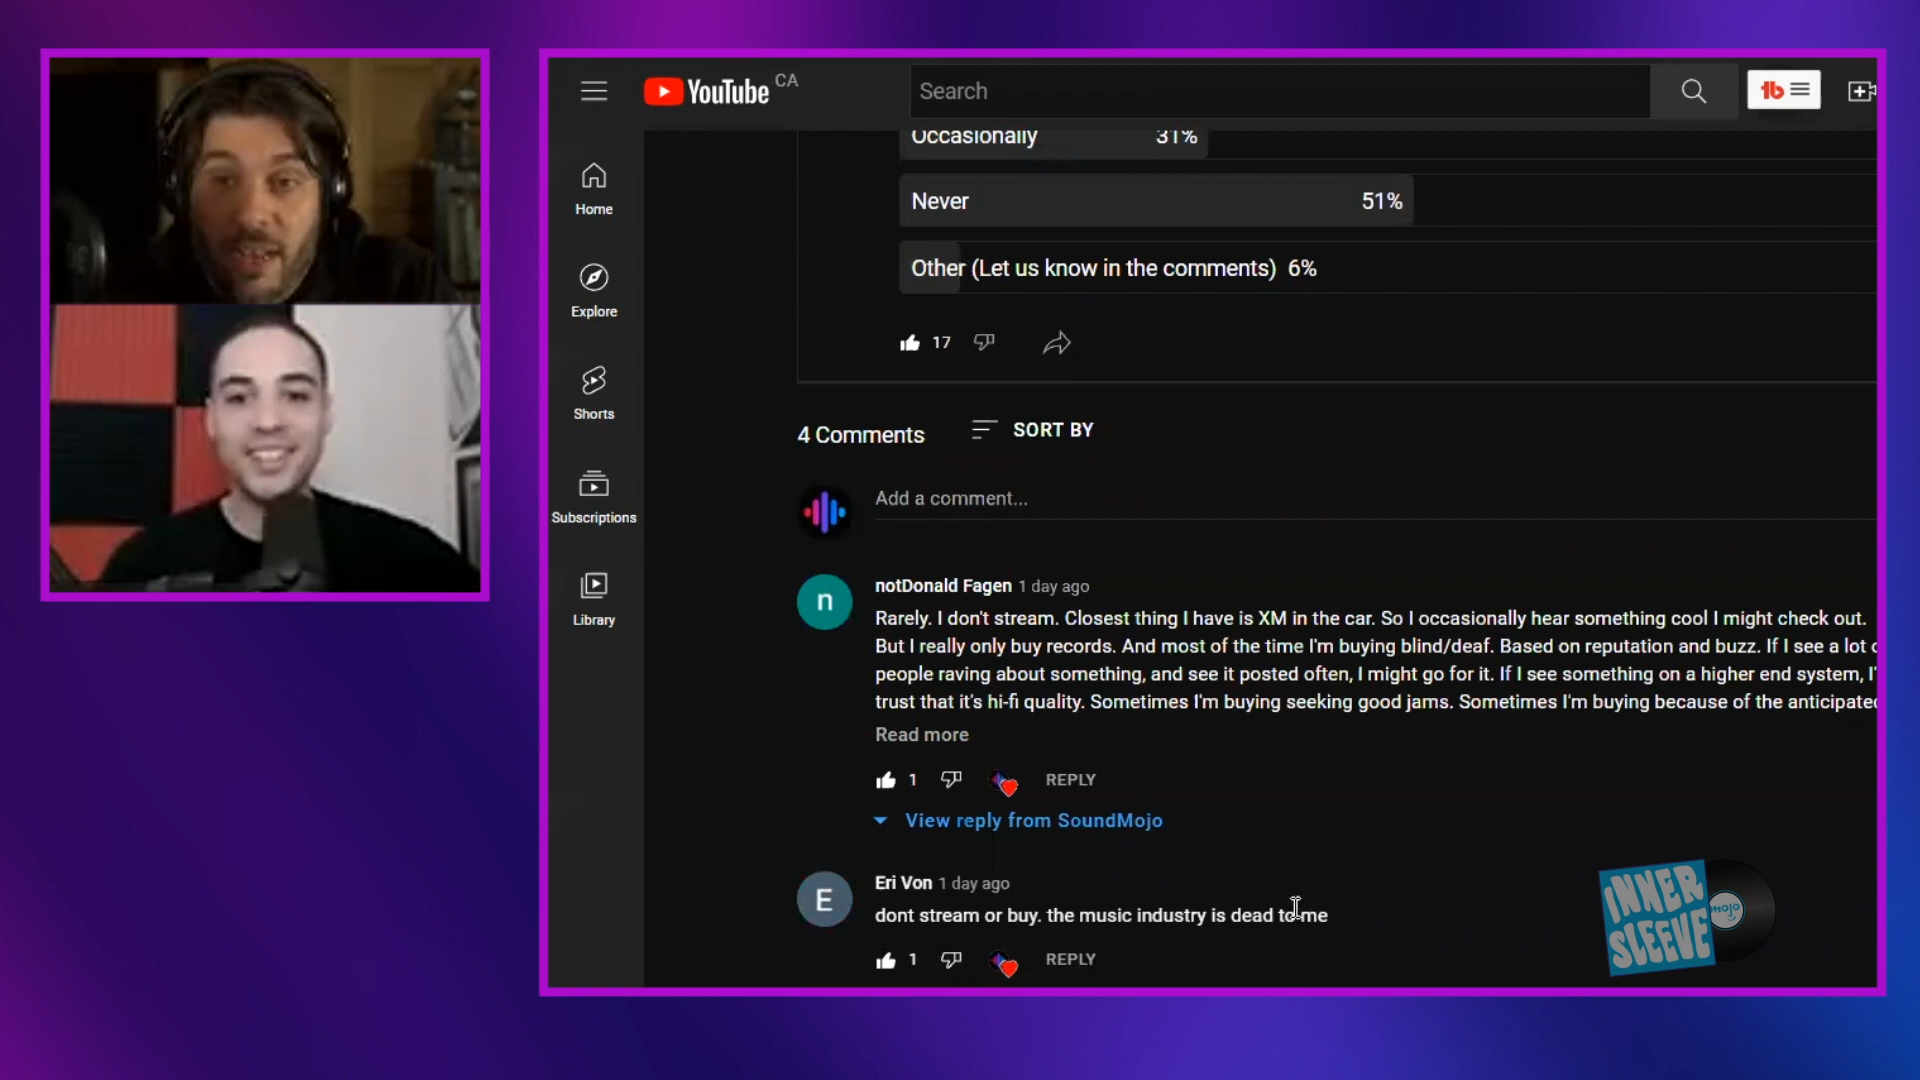 YouTube CA
Search
Occasionally 31%
Home
Never 51%
Other (Let us know in the comments) 6%
Explore
17
Shorts
4 Comments
SORT BY
Add a comment...
Subscriptions
notDonald Fagen 1 day ago
n
Rarely. I don't stream. Closest thing I have is XM in the car. So I occasionally hear something cool I might check out.
Library
But I really only buy records. And most of the time I'm buying blind/deaf. Based on reputation and buzz. If I see a lot
people raving about something, and see it posted often, I might go for it. If I see something on a higher end system, I'
trust that it's hi-fi quality. Sometimes I'm buying seeking good jams. Sometimes I'm buying because of the anticipated
Read more
1 REPLY
View reply from SoundMojo
Eri Von 1 day ago
E
dont stream or buy. the music industry is dead to me
1 REPLY
INNER
SLEEVE
mojo